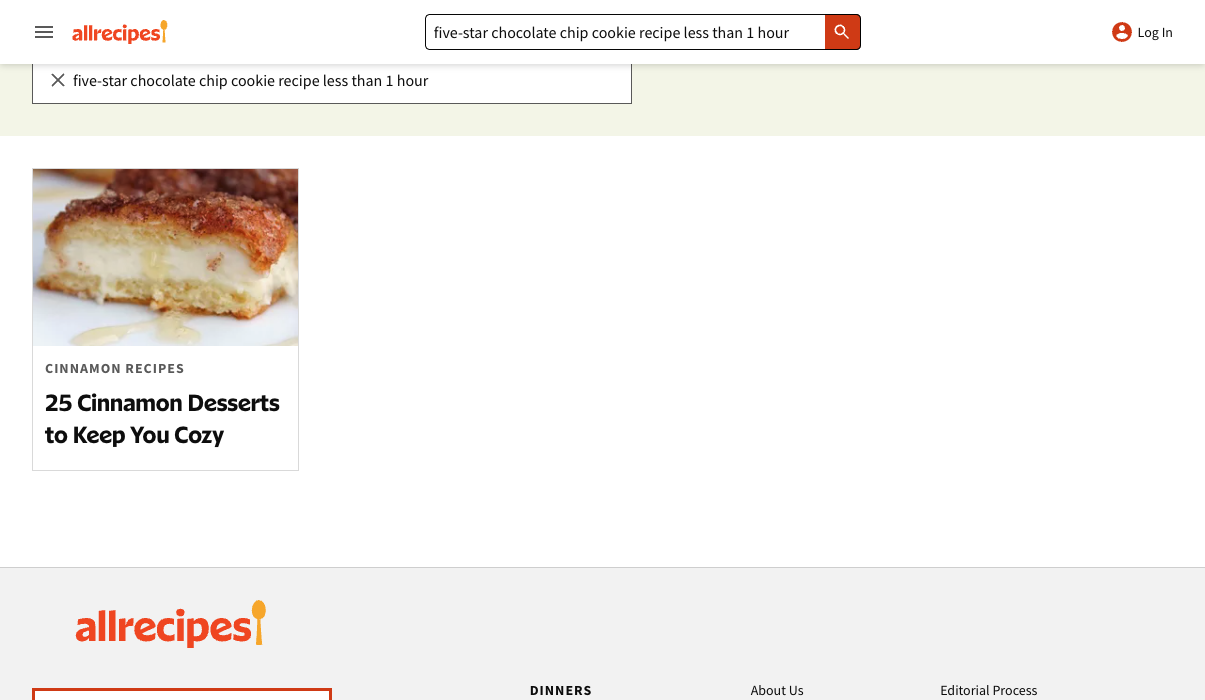 allrecipes
five-star chocolate chip cookie recipe less than 1 hour
Log In
five-star chocolate chip cookie recipe less than 1 hour
CINNAMON RECIPES
25 Cinnamon Desserts
to Keep You Cozy
allrecipes
DINNERS
About Us
Editorial Process